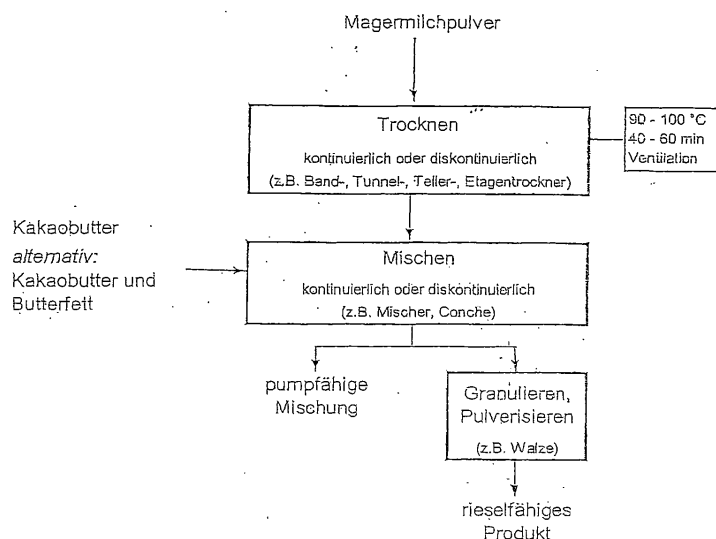 Magermilchpulver
Trocknen
kontinuierlich oder diskontinuierlich
(z.B. Band-, Tunnel-, Teller-, Etagentrockner)
90 - 100 °C
40 - 60 min
Ventilation
Kakaobutter
alternativ:
Kakaobutter und
Butterfett
Mischen
kontinuierlich oder diskontinuierlich
(z.B. Mischer, Conche)
pumpfähige
Mischung
Granulieren,
Pulverisieren
(z.B. Walze)
rieselfähiges
Produkt